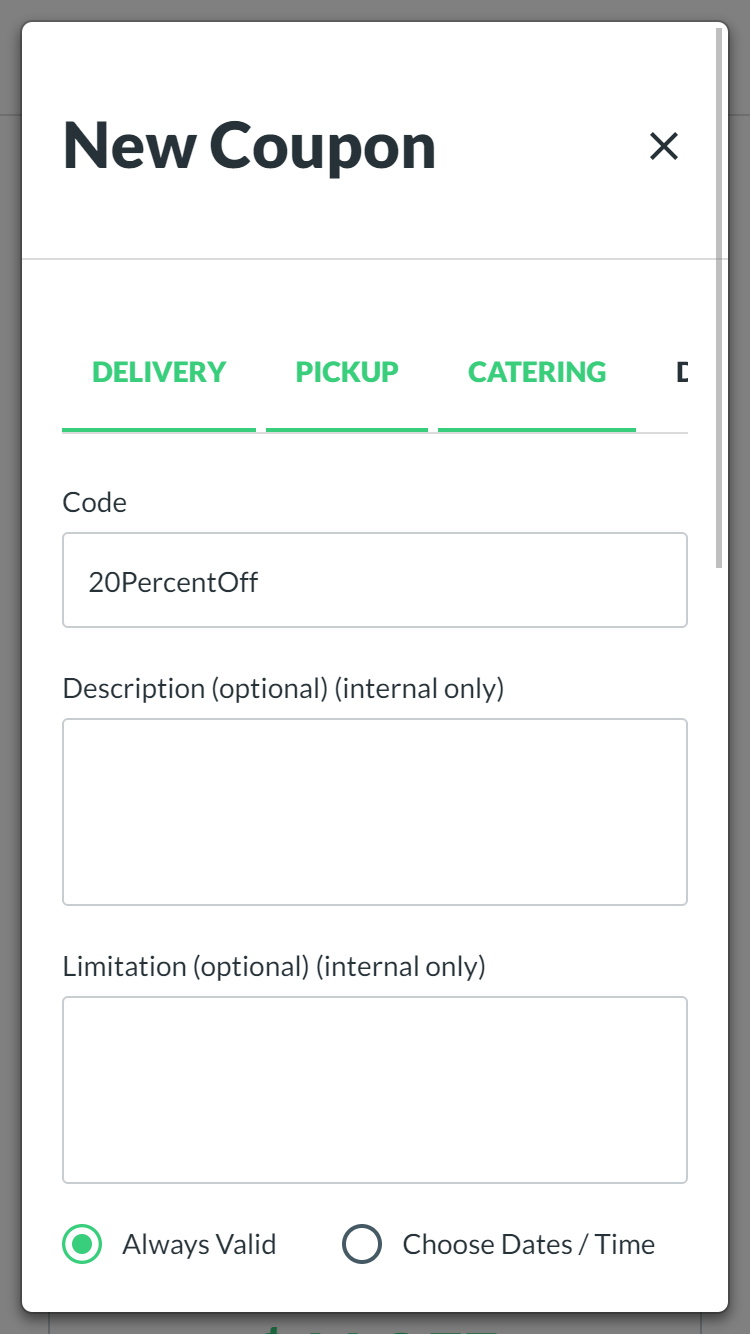 New Coupon
DELIVERY PICKUP CATERING
Code
20PercentOff
Description (optional) (internal only)
Limitation (optional) (internal only)
Always Valid Choose Dates / Time